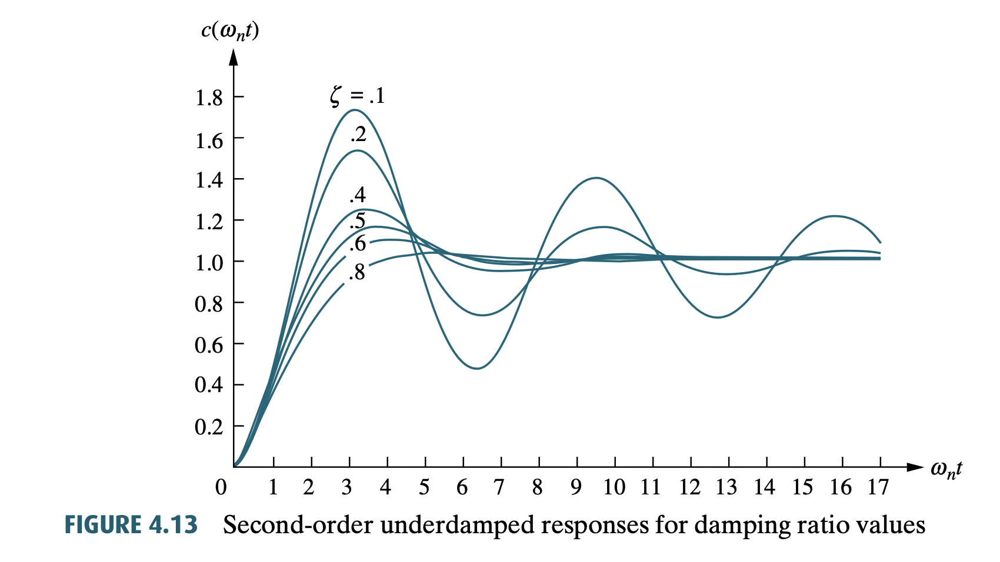 c(ωₙt)
1.8
1.6
1.4
1.2
1.0
0.8
0.6
0.4
0.2
ζ = .1
.2
.4
.5
.6
.8
0 1 2 3 4 5 6 7 8 9 10 11 12 13 14 15 16 17
ωₙt
FIGURE 4.13 Second-order underdamped responses for damping ratio values